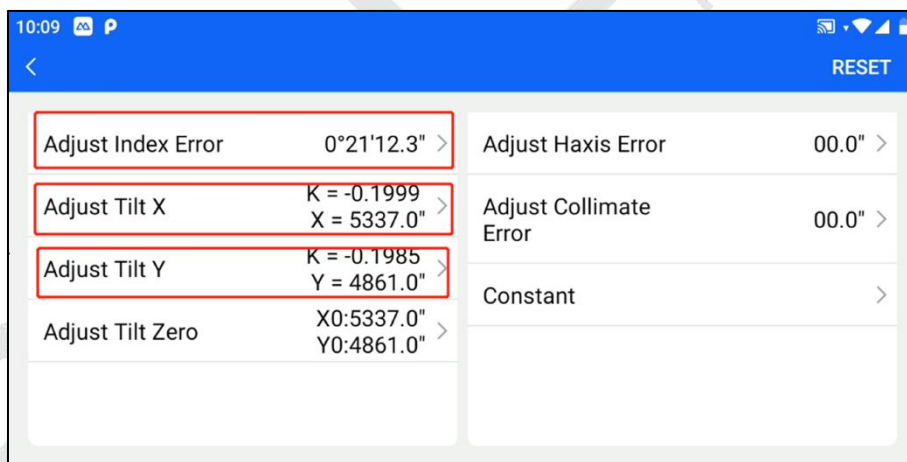 10:09
RESET
Adjust Index Error 0°21'12.3"
Adjust Tilt X K = -0.1999
X = 5337.0"
Adjust Tilt Y K = -0.1985
Y = 4861.0"
Adjust Tilt Zero X0:5337.0"
Y0:4861.0"
Adjust Haxis Error 00.0"
Adjust Collimate
Error 00.0"
Constant